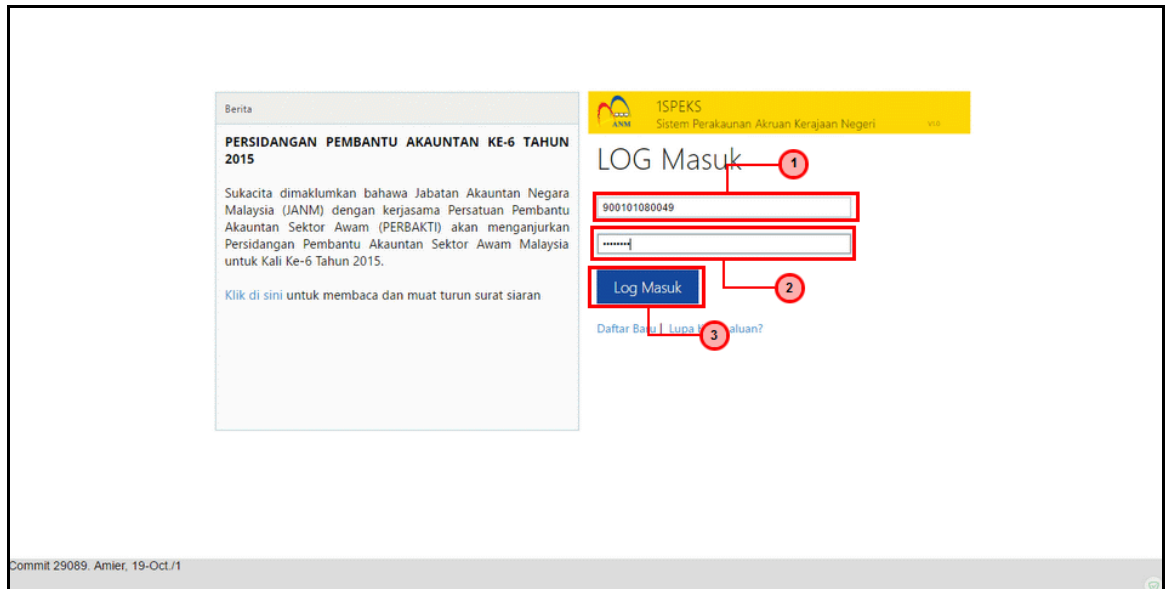 Berita
PERSIDANGAN PEMBANTU AKAUNTAN KE-6 TAHUN
2015
Sukacita dimaklumkan bahawa Jabatan Akauntan Negara
Malaysia (JANM) dengan kerjasama Persatuan Pembantu
Akauntan Sektor Awam (PERBAKTI) akan menganjurkan
Persidangan Pembantu Akauntan Sektor Awam Malaysia
untuk Kali Ke-6 Tahun 2015.
Klik di sini untuk membaca dan muat turun surat siaran
ANM
1SPEKS
Sistem Perakaunan Akruan Kerajaan Negeri
V1.0
LOG Masuk
1
900101080049
••••••••
Log Masuk
2
Daftar Baru | Lupa
3
Commit 29089. Amier, 19-Oct./1